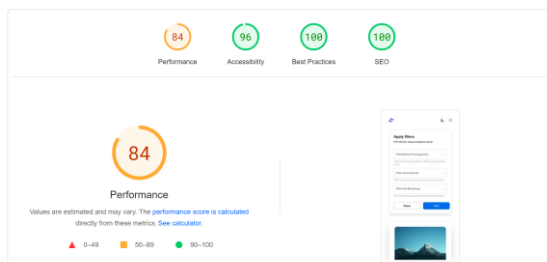 84
96
100
100
Performance
Accessibility
Best Practices
SEO
84
Performance
Values are estimated and may vary. The performance score is calculated
directly from these metrics. See calculator.
0–49
50–89
90–100
Apply filters